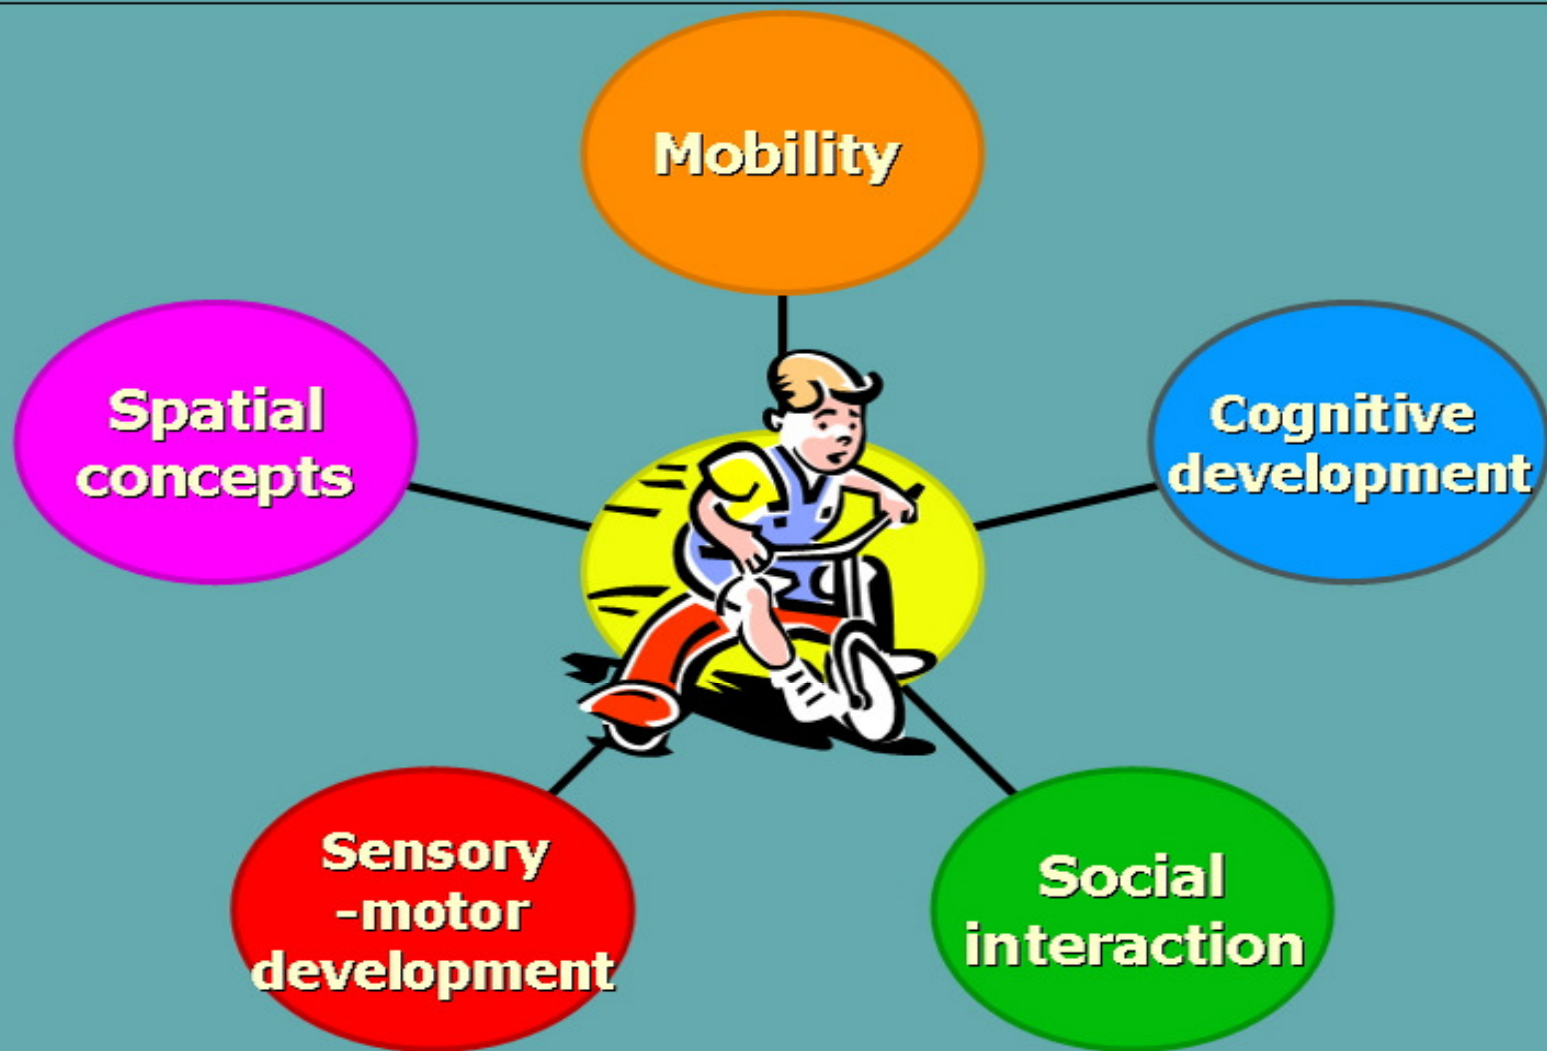 Mobility
Spatial
concepts
Cognitive
development
Sensory
-motor
development
Social
interaction